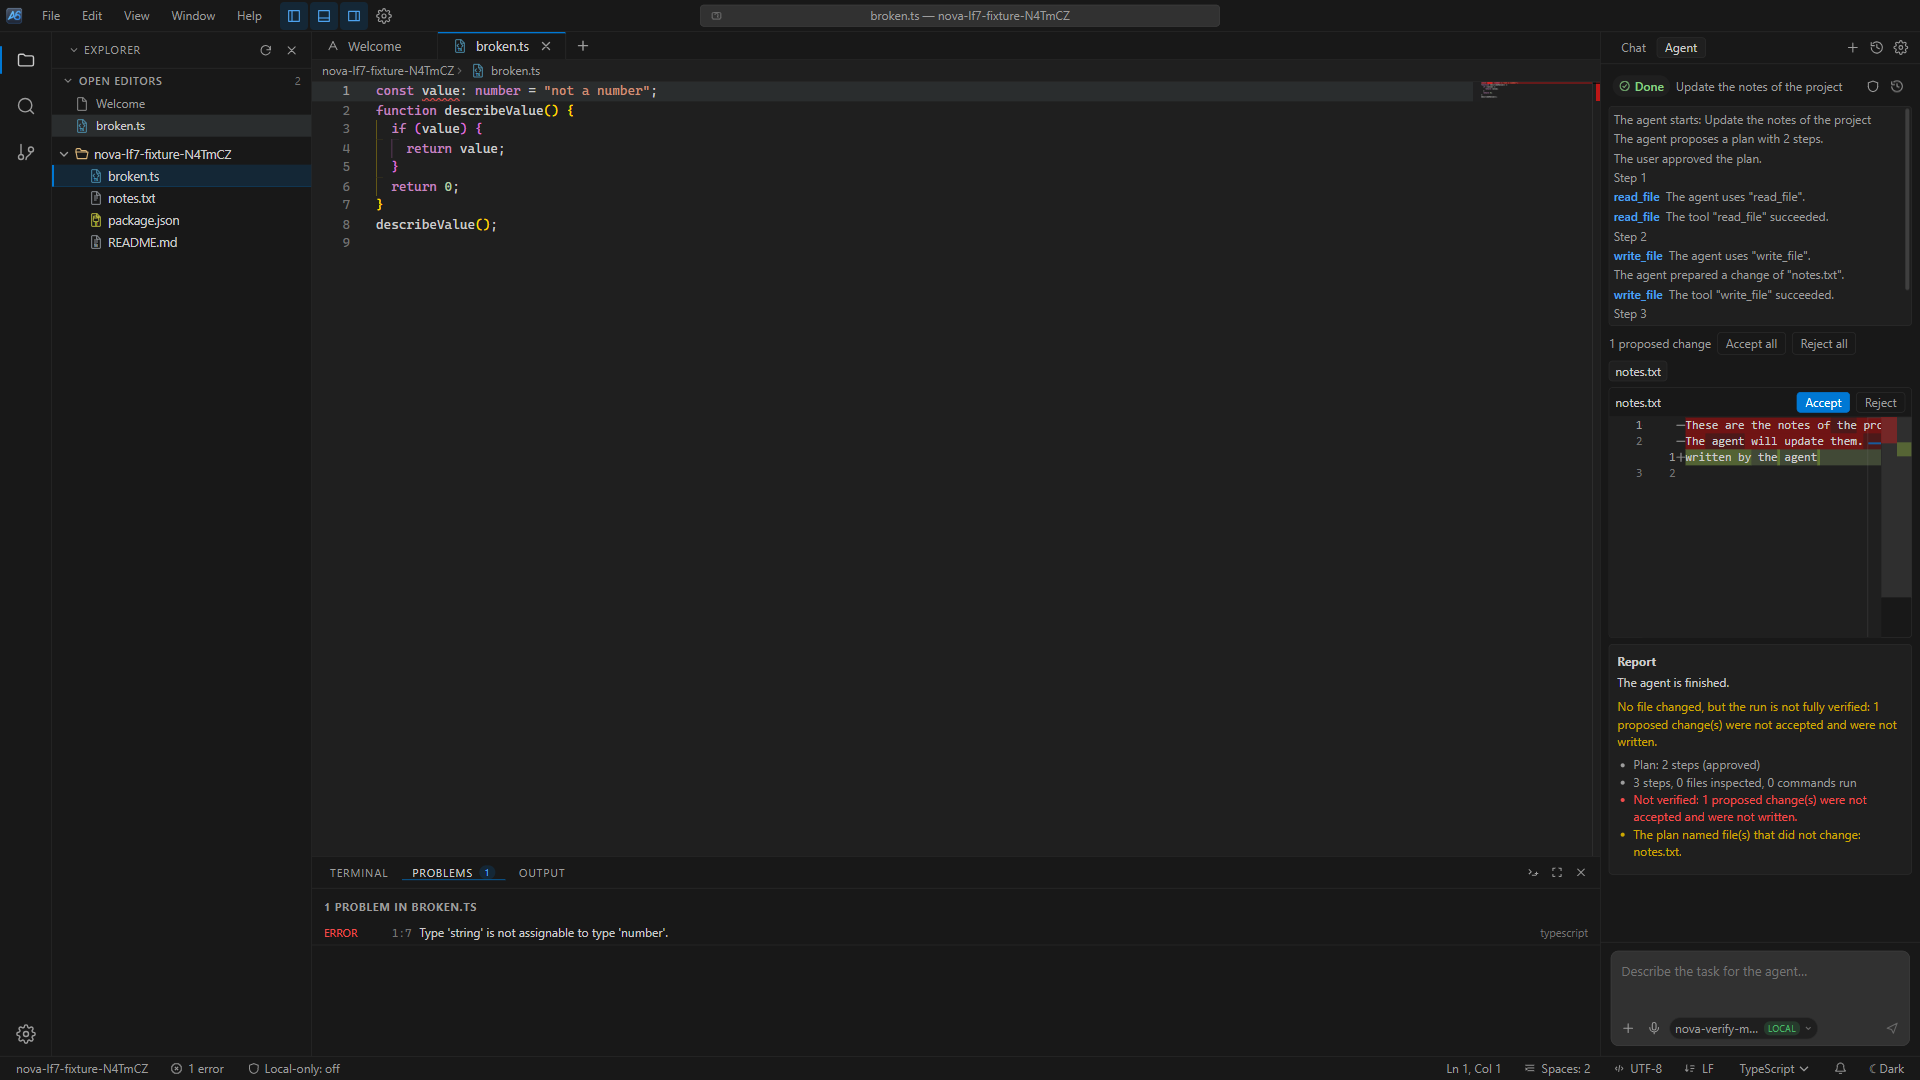 File Edit View Window Help
broken.ts — nova-lf7-fixture-N4TmCZ
EXPLORER
OPEN EDITORS 2
Welcome
broken.ts
nova-lf7-fixture-N4TmCZ
broken.ts
notes.txt
package.json
README.md
Welcome broken.ts
nova-lf7-fixture-N4TmCZ broken.ts
1 const value: number = "not a number";
2 function describeValue() {
3 if (value) {
4 return value;
5 }
6 return 0;
7 }
8 describeValue();
9
TERMINAL PROBLEMS 1 OUTPUT
1 PROBLEM IN BROKEN.TS
ERROR 1:7 Type 'string' is not assignable to type 'number'. typescript
Chat Agent
Done Update the notes of the project
The agent starts: Update the notes of the project
The agent proposes a plan with 2 steps.
The user approved the plan.
Step 1
read_file The agent uses "read_file".
read_file The tool "read_file" succeeded.
Step 2
write_file The agent uses "write_file".
The agent prepared a change of "notes.txt".
write_file The tool "write_file" succeeded.
Step 3
1 proposed change Accept all Reject all
notes.txt
notes.txt Accept Reject
1 —These are the notes of the prc
2 —The agent will update them.
1+written by the agent
3 2
Report
The agent is finished.
No file changed, but the run is not fully verified: 1
proposed change(s) were not accepted and were not
written.
• Plan: 2 steps (approved)
• 3 steps, 0 files inspected, 0 commands run
• Not verified: 1 proposed change(s) were not
accepted and were not written.
• The plan named file(s) that did not change:
notes.txt.
Describe the task for the agent...
nova-verify-m... LOCAL
nova-lf7-fixture-N4TmCZ 1 error Local-only: off Ln 1, Col 1 Spaces: 2 UTF-8 LF TypeScript Dark